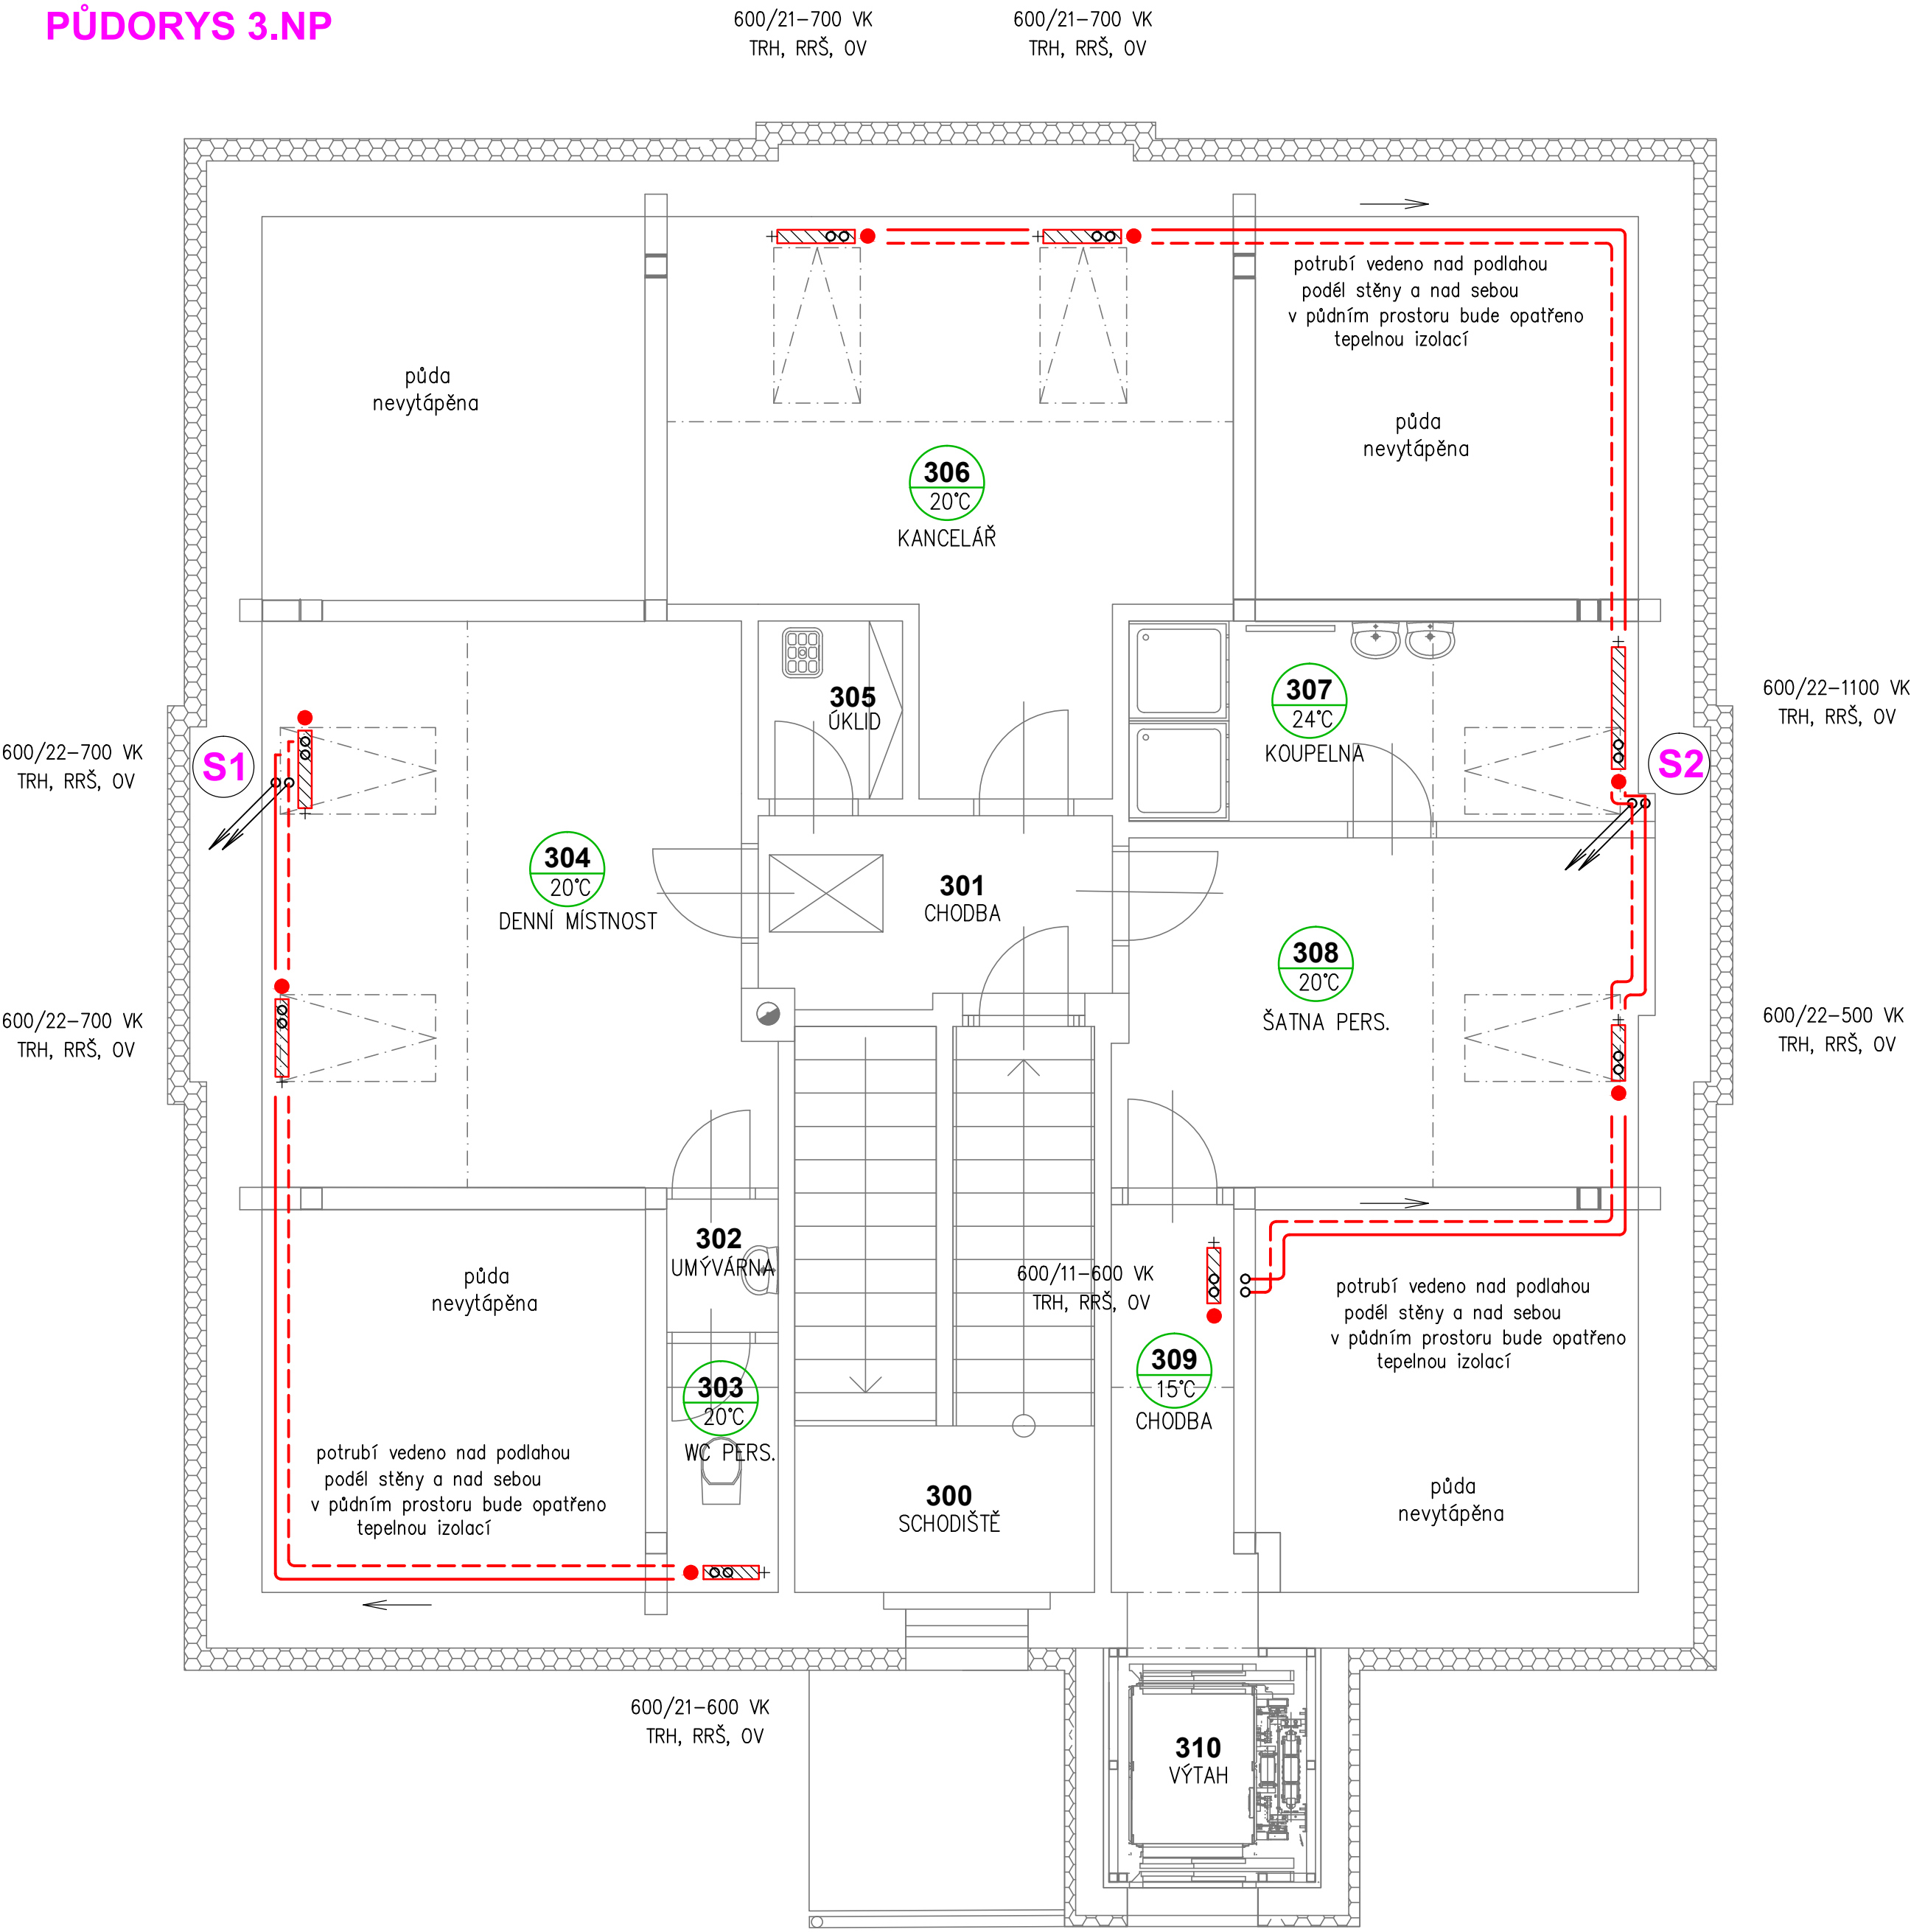 PŮDORYS 3.NP
600/21-700 VK
TRH, RRŠ, OV
600/21-700 VK
TRH, RRŠ, OV
potrubí vedeno nad podlahou
podél stěny a nad sebou
v půdním prostoru bude opatřeno
tepelnou izolací
půda
nevytápěna
půda
nevytápěna
306
20°C
KANCELÁŘ
305
ÚKLID
307
24°C
KOUPELNA
600/22-1100 VK
TRH, RRŠ, OV
600/22-700 VK
TRH, RRŠ, OV
S1
S2
304
20°C
DENNÍ MÍSTNOST
301
CHODBA
308
20°C
ŠATNA PERS.
600/22-700 VK
TRH, RRŠ, OV
600/22-500 VK
TRH, RRŠ, OV
302
UMÝVÁRNA
půda
nevytápěna
600/11-600 VK
TRH, RRŠ, OV
potrubí vedeno nad podlahou
podél stěny a nad sebou
v půdním prostoru bude opatřeno
tepelnou izolací
303
20°C
WC PERS.
309
15°C
CHODBA
potrubí vedeno nad podlahou
podél stěny a nad sebou
v půdním prostoru bude opatřeno
tepelnou izolací
300
SCHODIŠTĚ
půda
nevytápěna
600/21-600 VK
TRH, RRŠ, OV
310
VÝTAH